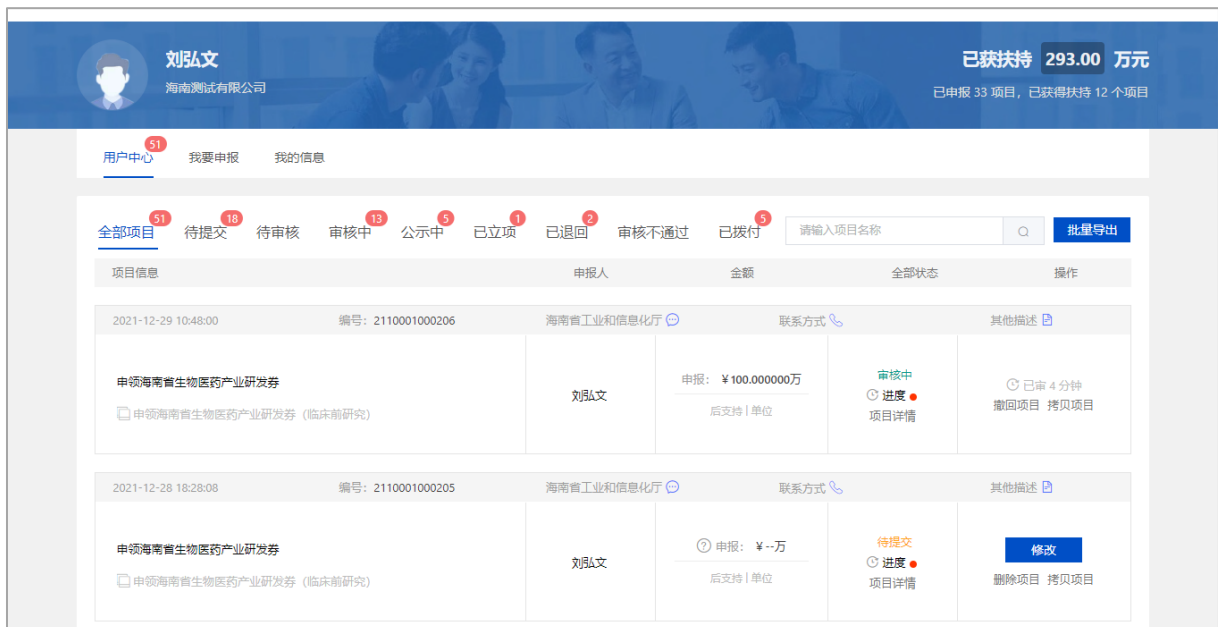 刘弘文
海南测试有限公司
已获扶持 293.00 万元
已申报 33 项目，已获得扶持 12 个项目
用户中心 51 我要申报 我的信息
全部项目 51 待提交 18 待审核 审核中 13 公示中 5 已立项 1 已退回 2 审核不通过 已拨付 5 请输入项目名称 批量导出
项目信息 申报人 金额 全部状态 操作
2021-12-29 10:48:00 编号：2110001000206 海南省工业和信息化厅 联系方式 其他描述
申领海南省生物医药产业研发券
申领海南省生物医药产业研发券（临床前研究）
刘弘文
申报：￥100.000000万
后支持 | 单位
审核中
进度
项目详情
已审 4 分钟
撤回项目 拷贝项目
2021-12-28 18:28:08 编号：2110001000205 海南省工业和信息化厅 联系方式 其他描述
申领海南省生物医药产业研发券
申领海南省生物医药产业研发券（临床前研究）
刘弘文
? 申报：￥--万
后支持 | 单位
待提交
进度
项目详情
修改
删除项目 拷贝项目